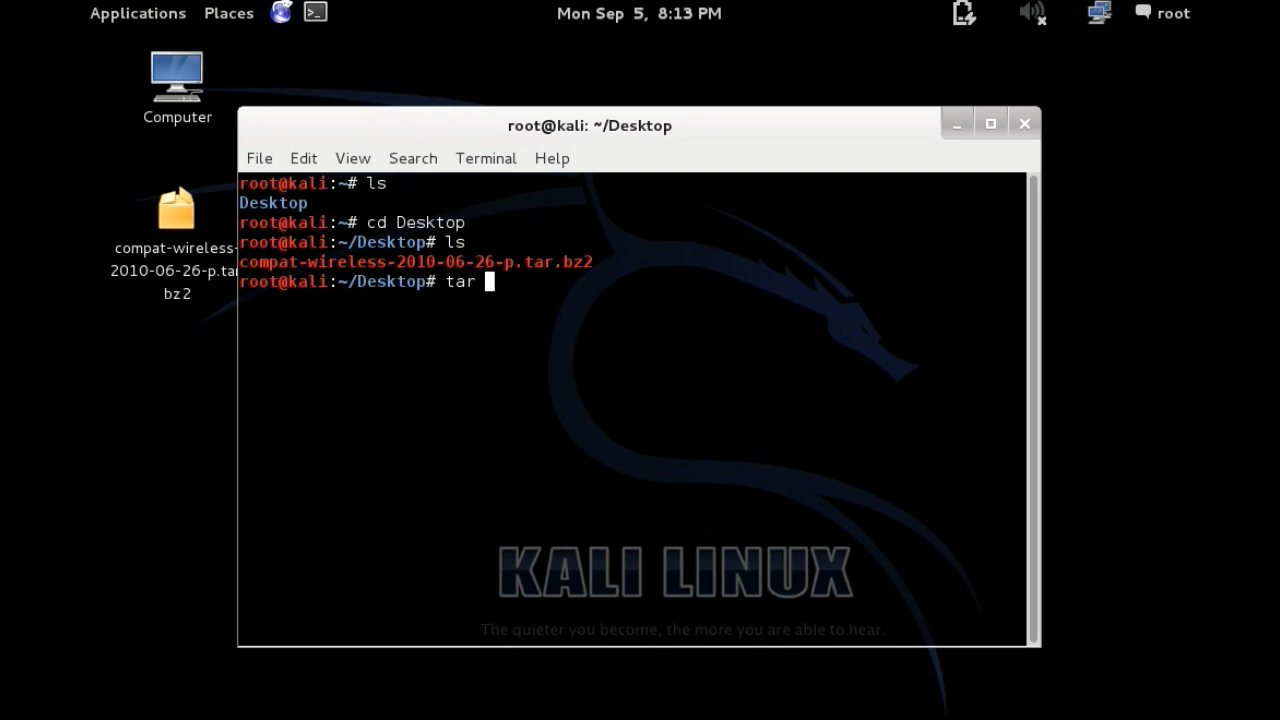 Applications Places Mon Sep 5, 8:13 PM root
Computer
compat-wireless-
2010-06-26-p.tar
bz2
root@kali: ~/Desktop
File Edit View Search Terminal Help
root@kali:~# ls
Desktop
root@kali:~# cd Desktop
root@kali:~/Desktop# ls
compat-wireless-2010-06-26-p.tar.bz2
root@kali:~/Desktop# tar
KALI LINUX
The quieter you become, the more you are able to hear.